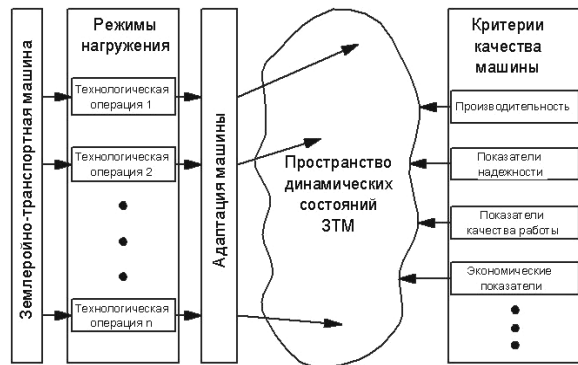 Землеройно-транспортная машина
Режимы
нагружения
Технологическая
операция 1
Технологическая
операция 2
Технологическая
операция n
Адаптация машины
Пространство
динамических
состояний
ЗТМ
Критерии
качества
машины
Производительность
Показатели
надежности
Показатели
качества работы
Экономические
показатели